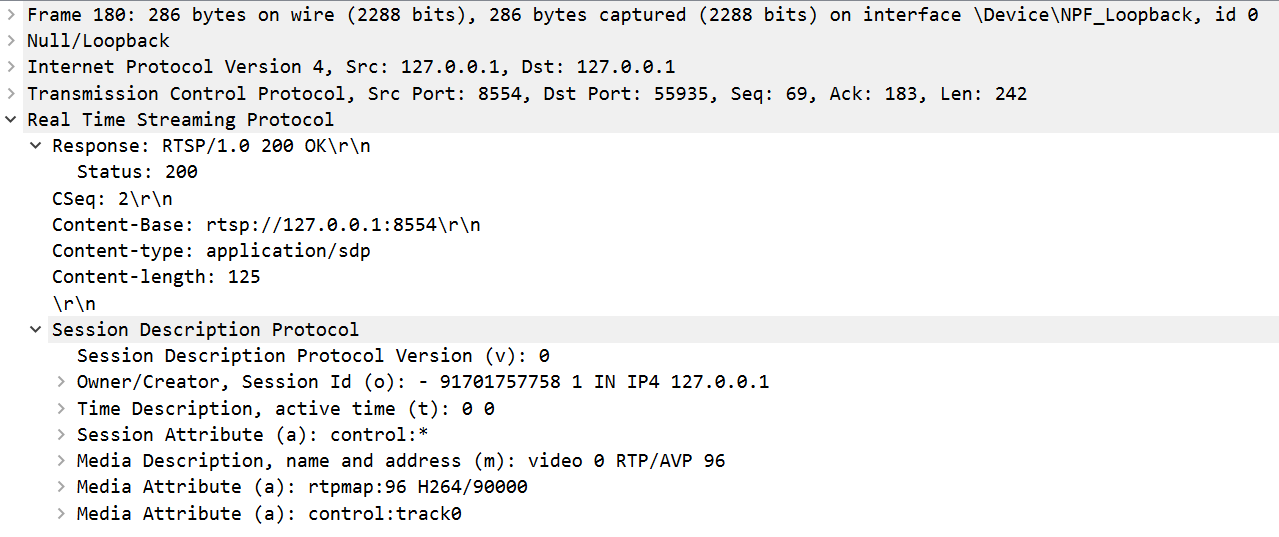 Frame 180: 286 bytes on wire (2288 bits), 286 bytes captured (2288 bits) on interface \Device\NPF_Loopback, id 0
Null/Loopback
Internet Protocol Version 4, Src: 127.0.0.1, Dst: 127.0.0.1
Transmission Control Protocol, Src Port: 8554, Dst Port: 55935, Seq: 69, Ack: 183, Len: 242
Real Time Streaming Protocol
Response: RTSP/1.0 200 OK\r\n
Status: 200
CSeq: 2\r\n
Content-Base: rtsp://127.0.0.1:8554\r\n
Content-type: application/sdp
Content-length: 125
\r\n
Session Description Protocol
Session Description Protocol Version (v): 0
Owner/Creator, Session Id (o): - 91701757758 1 IN IP4 127.0.0.1
Time Description, active time (t): 0 0
Session Attribute (a): control:*
Media Description, name and address (m): video 0 RTP/AVP 96
Media Attribute (a): rtpmap:96 H264/90000
Media Attribute (a): control:track0